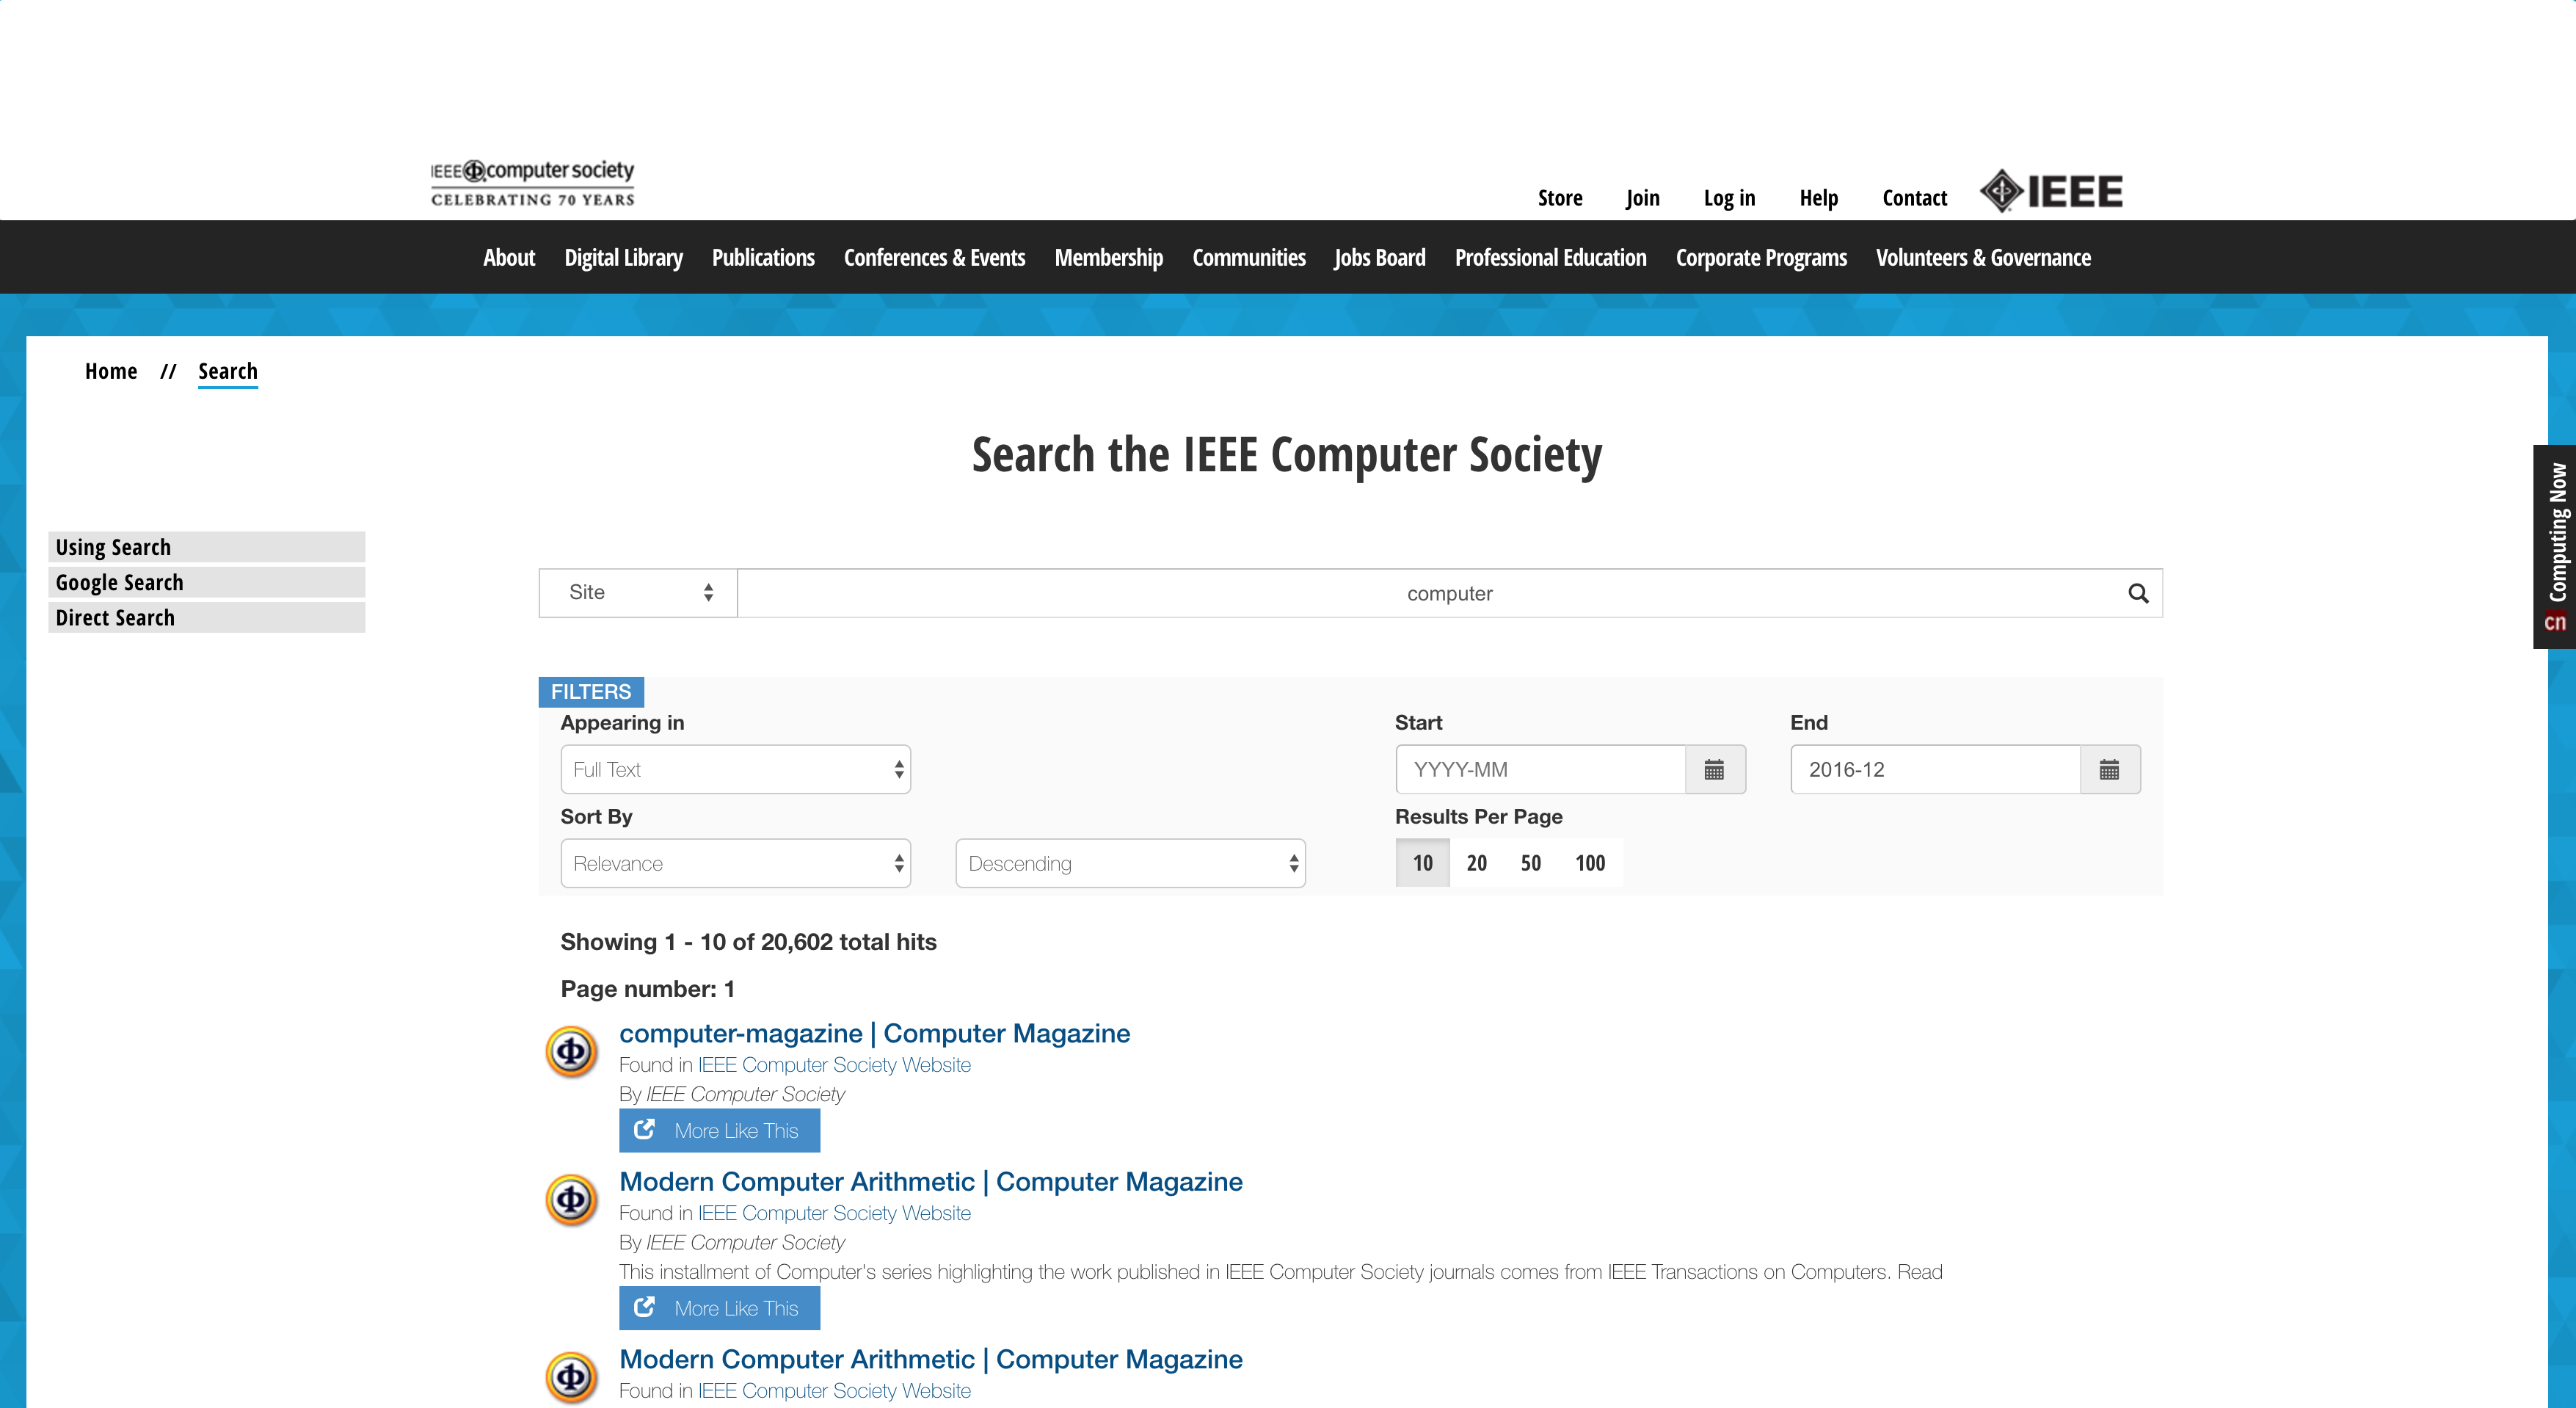 IEEE computer society
CELEBRATING 70 YEARS
Store Join Log in Help Contact IEEE
About Digital Library Publications Conferences & Events Membership Communities Jobs Board Professional Education Corporate Programs Volunteers & Governance
Home // Search
Search the IEEE Computer Society
Using Search
Google Search
Direct Search
Site computer
cn Computing Now
FILTERS
Appearing in Start End
Full Text YYYY-MM 2016-12
Sort By Results Per Page
Relevance Descending 10 20 50 100
Showing 1 - 10 of 20,602 total hits
Page number: 1
computer-magazine | Computer Magazine
Found in IEEE Computer Society Website
By IEEE Computer Society
More Like This
Modern Computer Arithmetic | Computer Magazine
Found in IEEE Computer Society Website
By IEEE Computer Society
This installment of Computer's series highlighting the work published in IEEE Computer Society journals comes from IEEE Transactions on Computers. Read
More Like This
Modern Computer Arithmetic | Computer Magazine
Found in IEEE Computer Society Website